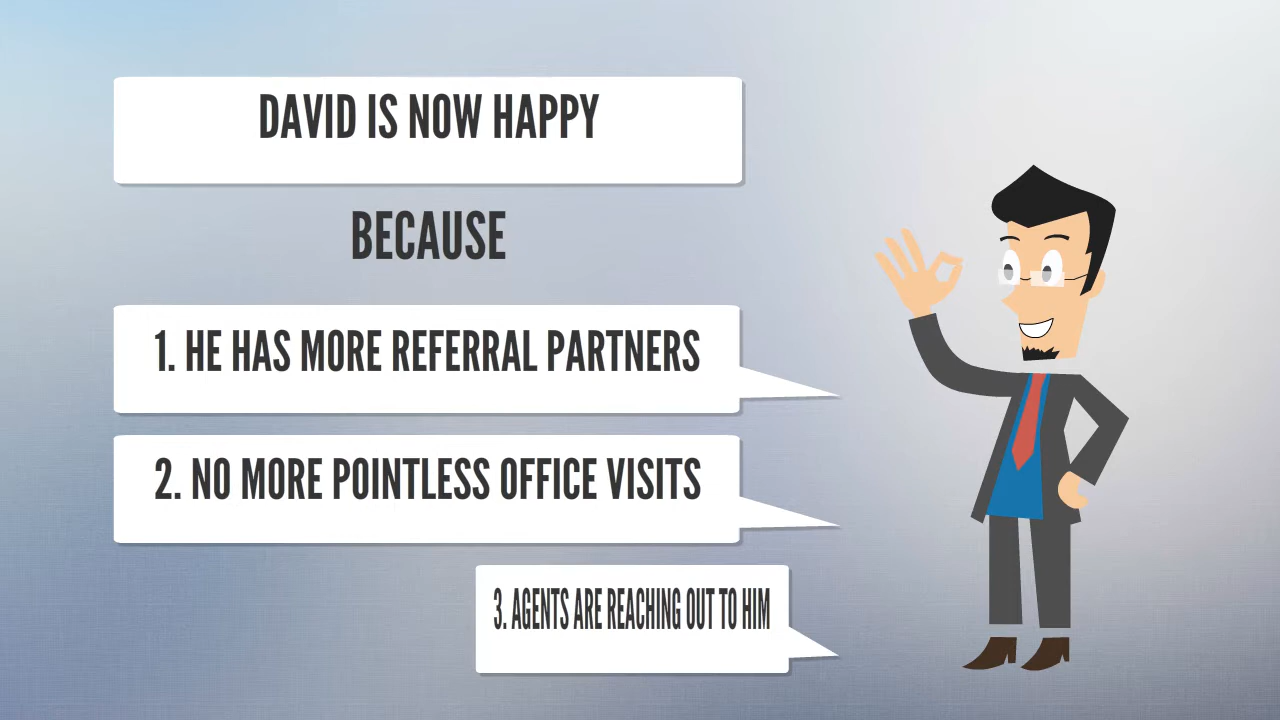 DAVID IS NOW HAPPY
BECAUSE
1. HE HAS MORE REFERRAL PARTNERS
2. NO MORE POINTLESS OFFICE VISITS
3. AGENTS ARE REACHING OUT TO HIM